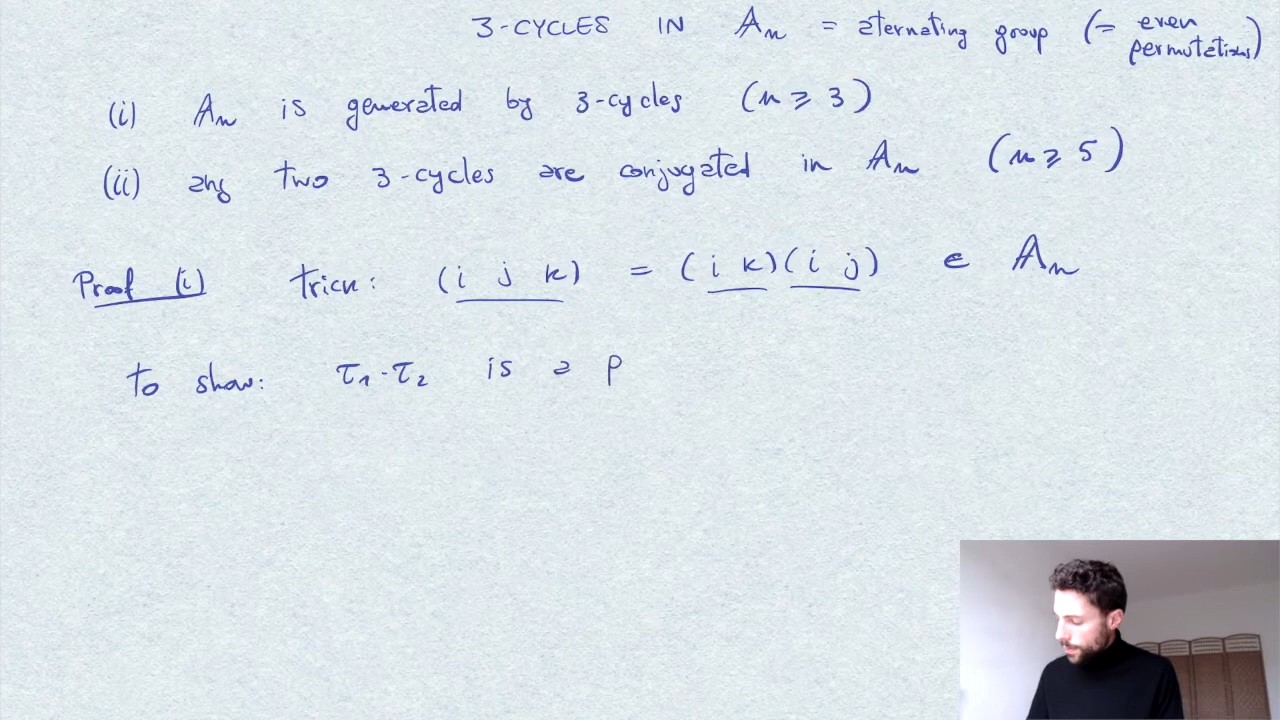 3-CYCLES IN Aₙ = aternating group (= even permutations)
(i) Aₙ is generated by 3-cycles (n ⩾ 3)
(ii) any two 3-cycles are conjugated in Aₙ (n ⩾ 5)
Proof (i) trick: (i j k) = (i k)(i j) ∈ Aₙ
to show: τ₁·τ₂ is a p